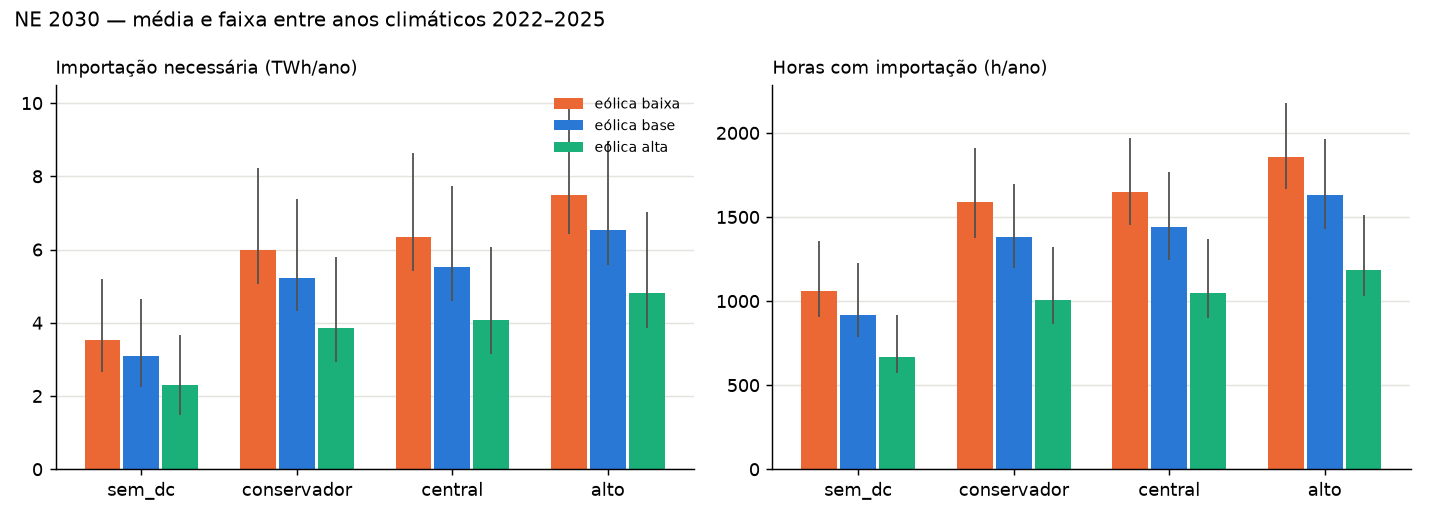 NE 2030 — média e faixa entre anos climáticos 2022–2025
Importação necessária (TWh/ano)
10
8
6
4
2
0
eólica baixa
eólica base
eólica alta
sem_dc conservador central alto
Horas com importação (h/ano)
2000
1500
1000
500
0
sem_dc conservador central alto